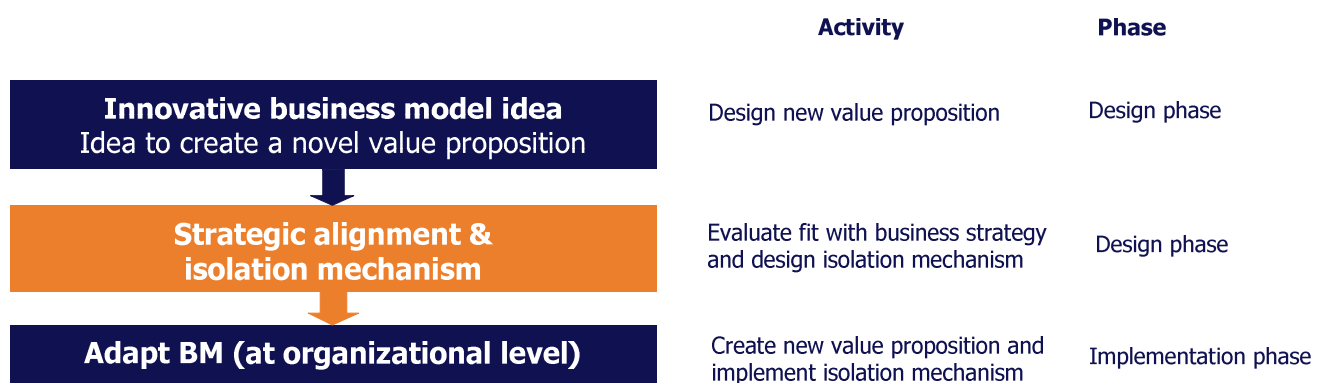 Activity Phase
Innovative business model idea
Idea to create a novel value proposition
Design new value proposition
Design phase
Strategic alignment &
isolation mechanism
Evaluate fit with business strategy
and design isolation mechanism
Design phase
Adapt BM (at organizational level)
Create new value proposition and
implement isolation mechanism
Implementation phase